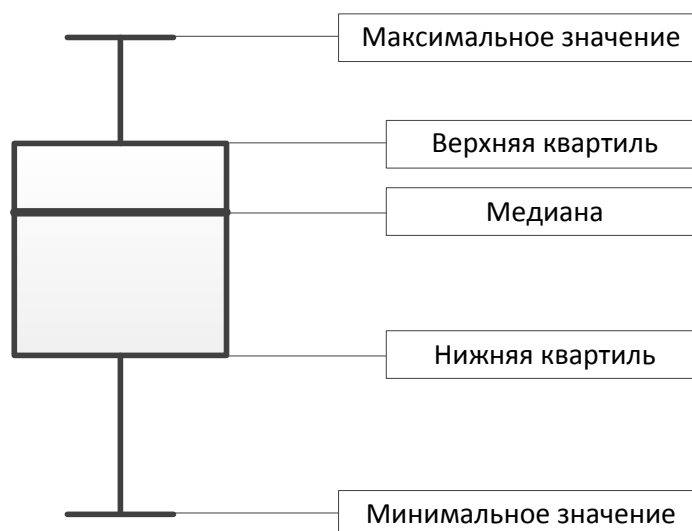 Максимальное значение
Верхняя квартиль
Медиана
Нижняя квартиль
Минимальное значение